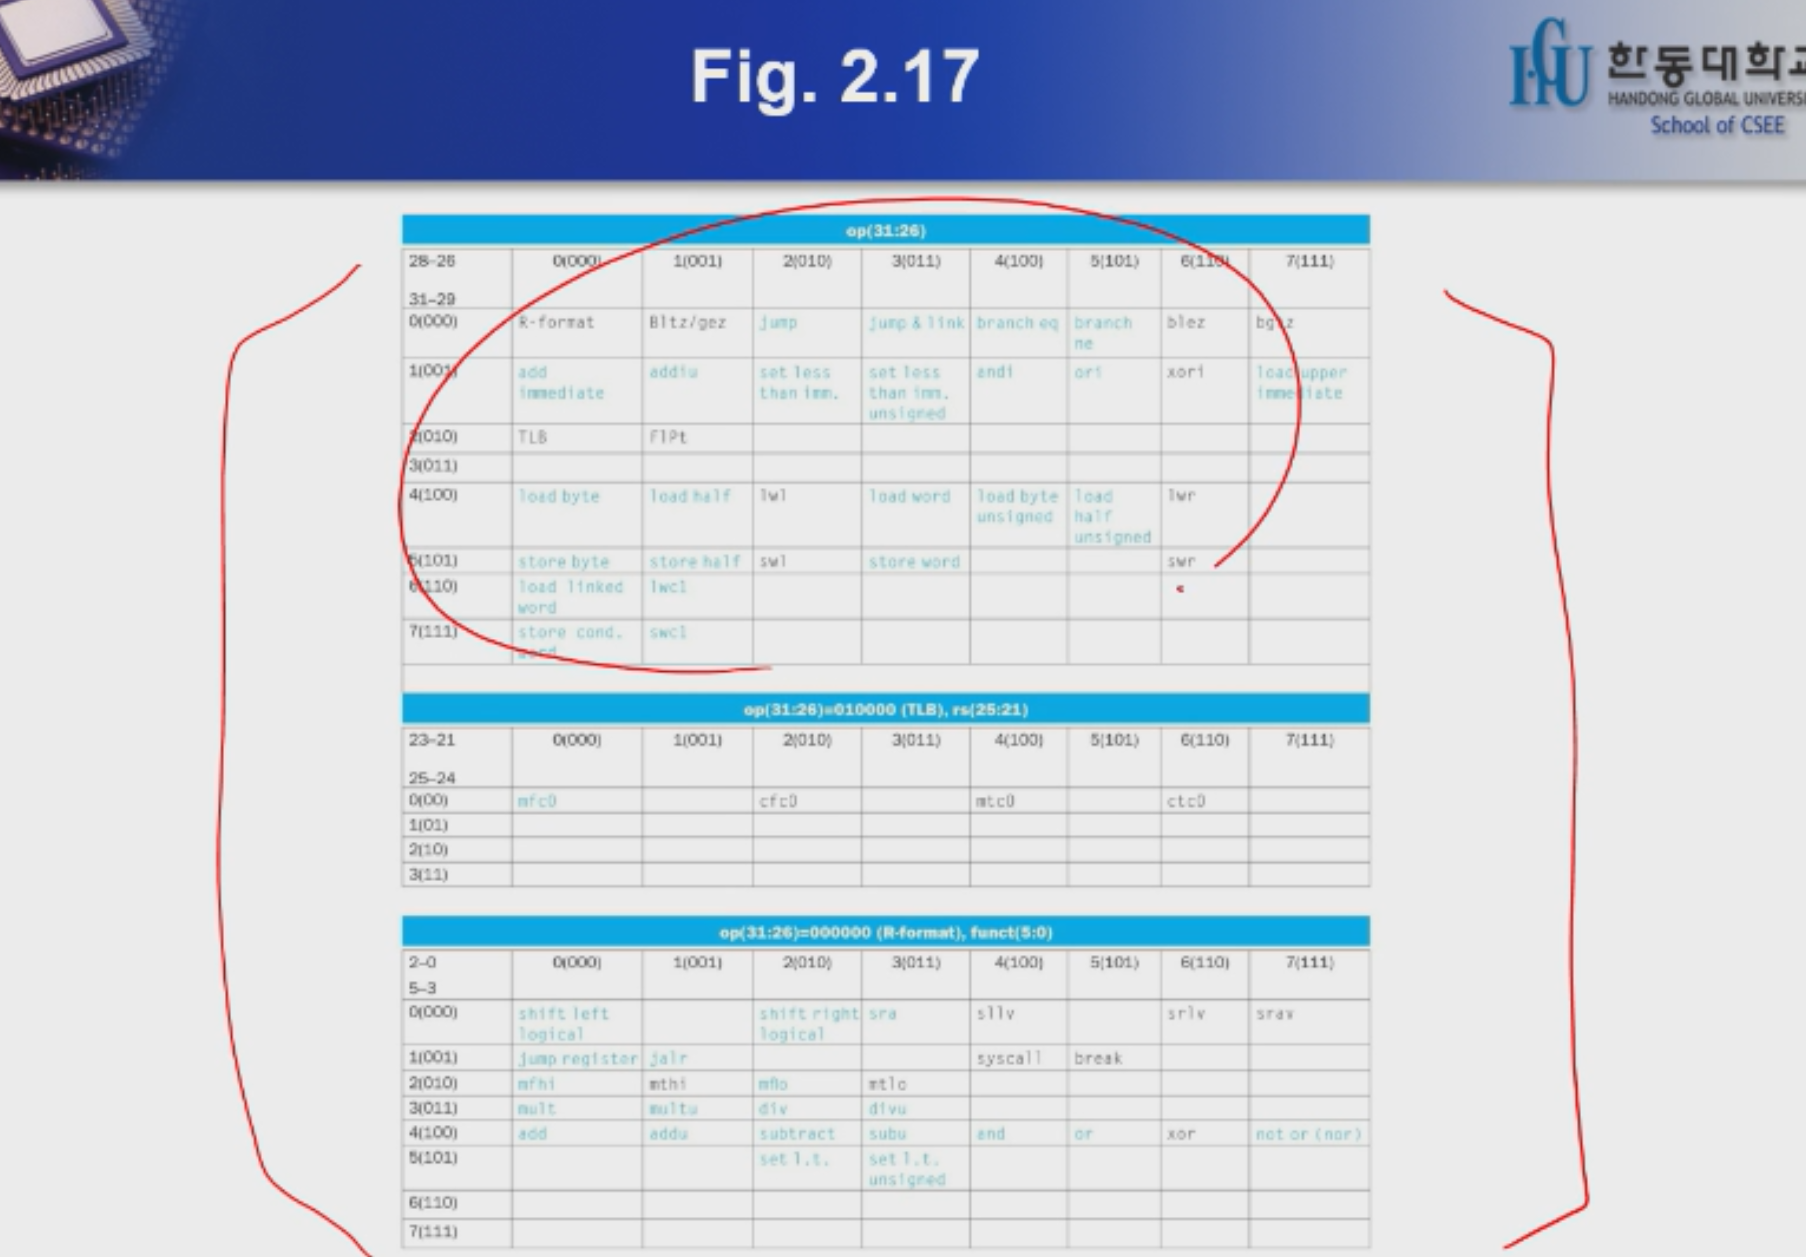 Fig. 2.17
HGU 한동대학교
HANDONG GLOBAL UNIVERS
School of CSEE
op(31:26)
28–26 0(000) 1(001) 2(010) 3(011) 4(100) 5(101) 6(110) 7(111)
31–29
0(000) R-format Bltz/gez jump jump & link branch eq branch ne blez bgtz
1(001) add immediate addiu set less than imm. set less than imm. unsigned andi ori xori load upper immediate
2(010) TLB FlPt
3(011)
4(100) load byte load half lwl load word load byte unsigned load half unsigned lwr
5(101) store byte store half swl store word swr
6(110) load linked word lwc1
7(111) store cond. word swc1
op(31:26)=010000 (TLB), rs(25:21)
23–21 0(000) 1(001) 2(010) 3(011) 4(100) 5(101) 6(110) 7(111)
25–24
0(00) mfc0 cfc0 mtc0 ctc0
1(01)
2(10)
3(11)
op(31:26)=000000 (R-format), funct(5:0)
2–0 0(000) 1(001) 2(010) 3(011) 4(100) 5(101) 6(110) 7(111)
5–3
0(000) shift left logical shift right logical sra sllv srlv srav
1(001) jump register jalr syscall break
2(010) mfhi mthi mflo mtlo
3(011) mult multu div divu
4(100) add addu subtract subu and or xor not or (nor)
5(101) set l.t. set l.t. unsigned
6(110)
7(111)